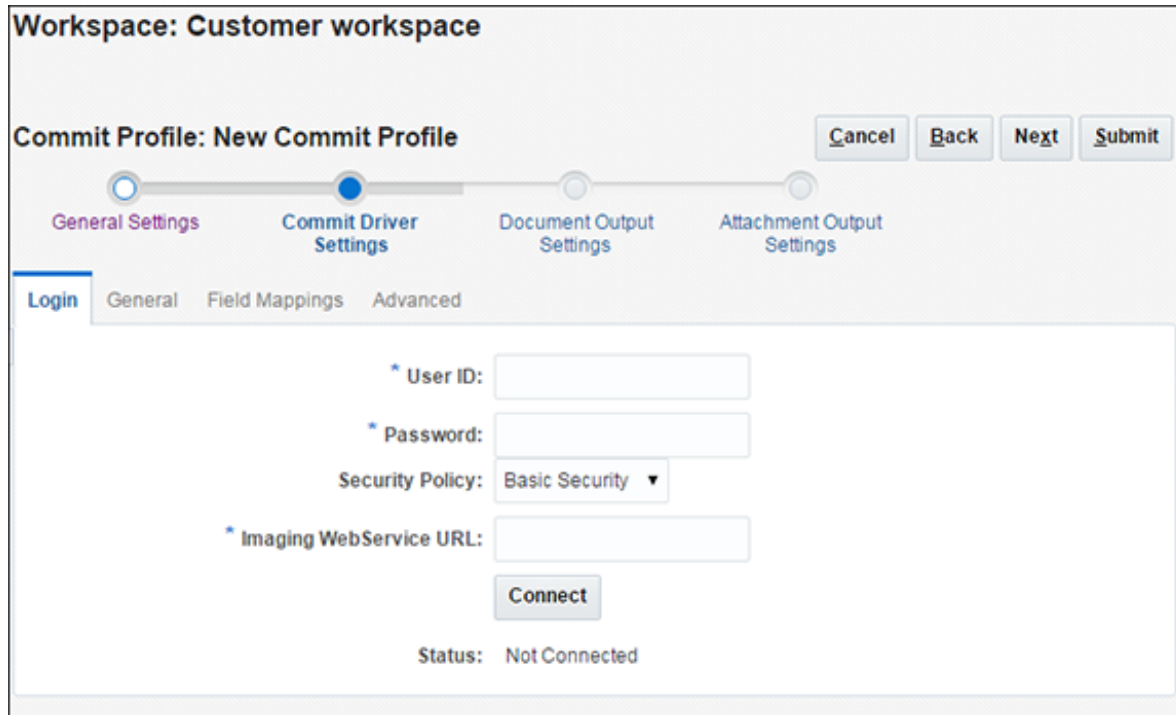 Workspace: Customer workspace
Commit Profile: New Commit Profile
Cancel Back Next Submit
General Settings
Commit Driver Settings
Document Output Settings
Attachment Output Settings
Login General Field Mappings Advanced
* User ID:
* Password:
Security Policy: Basic Security ▼
* Imaging WebService URL:
Connect
Status: Not Connected